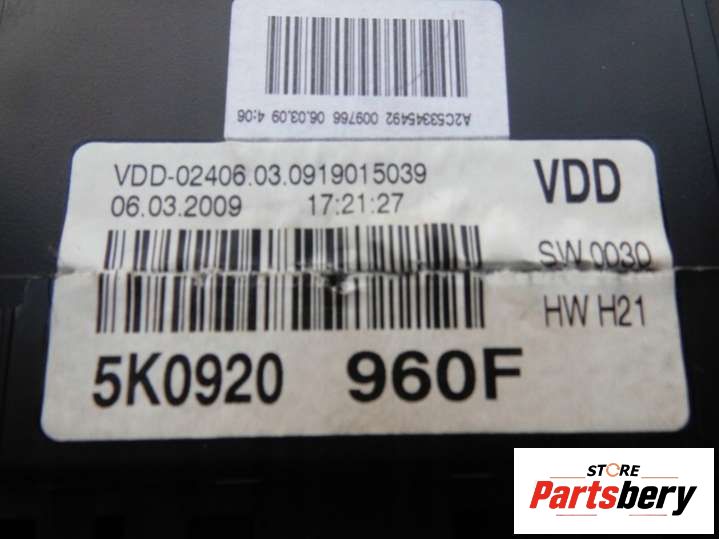 A2C53345492 009766 06.03.09 4:06
VDD-02406.03.0919015039
VDD
06.03.2009 17:21:27
SW 0030
HW H21
5K0920 960F
STORE
Partsbery